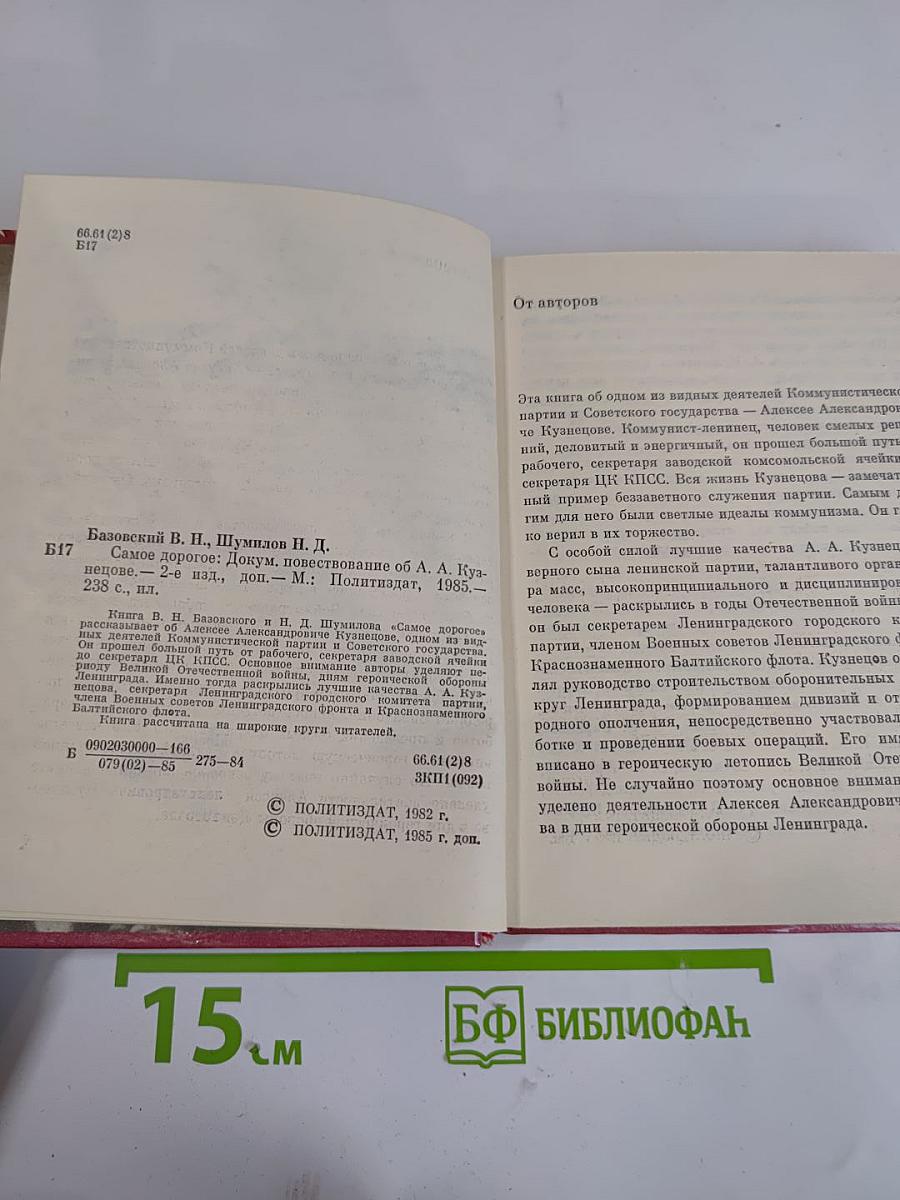 66.61(2)8
Б17
Базовский В. Н., Шумилов Н. Д.
Б17
Самое дорогое: Докум. повествование об А. А. Куз-
нецове.— 2-е изд., доп.— М.: Политиздат, 1985.—
238 с., ил.
Книга В. Н. Базовского и Н. Д. Шумилова «Самое дорогое»
рассказывает об Алексее Александровиче Кузнецове, одном из вид-
ных деятелей Коммунистической партии и Советского государства.
Он прошел большой путь от рабочего, секретаря заводской ячейки
до секретаря ЦК КПСС. Основное внимание авторы уделяют пе-
риоду Великой Отечественной войны, дням героической обороны
Ленинграда. Именно тогда раскрылись лучшие качества А. А. Куз-
нецова, секретаря Ленинградского городского комитета партии,
члена Военных советов Ленинградского фронта и Краснознаменного
Балтийского флота.
Книга рассчитана на широкие круги читателей.
Б 0902030000—166 275—84
079(02)—85
66.61(2)8
3КП1(092)
© ПОЛИТИЗДАТ, 1982 г.
© ПОЛИТИЗДАТ, 1985 г. доп.
От авторов
Эта книга об одном из видных деятелей Коммунистическо
партии и Советского государства — Алексее Александров
че Кузнецове. Коммунист-ленинец, человек смелых реш
ний, деловитый и энергичный, он прошел большой путь
рабочего, секретаря заводской комсомольской ячейки
секретаря ЦК КПСС. Вся жизнь Кузнецова — замечат
ный пример беззаветного служения партии. Самым д
гим для него были светлые идеалы коммунизма. Он г
ко верил в их торжество.
С особой силой лучшие качества А. А. Кузнец
верного сына ленинской партии, талантливого орган
ра масс, высокопринципиального и дисциплиниров
человека — раскрылись в годы Отечественной войны
он был секретарем Ленинградского городского к
партии, членом Военных советов Ленинградского ф
Краснознаменного Балтийского флота. Кузнецов о
лял руководство строительством оборонительных
круг Ленинграда, формированием дивизий и от
родного ополчения, непосредственно участвовал
ботке и проведении боевых операций. Его им
вписано в героическую летопись Великой Оте
войны. Не случайно поэтому основное вниман
уделено деятельности Алексея Александрович
ва в дни героической обороны Ленинграда.
15 см
БФ БИБЛИОФАН